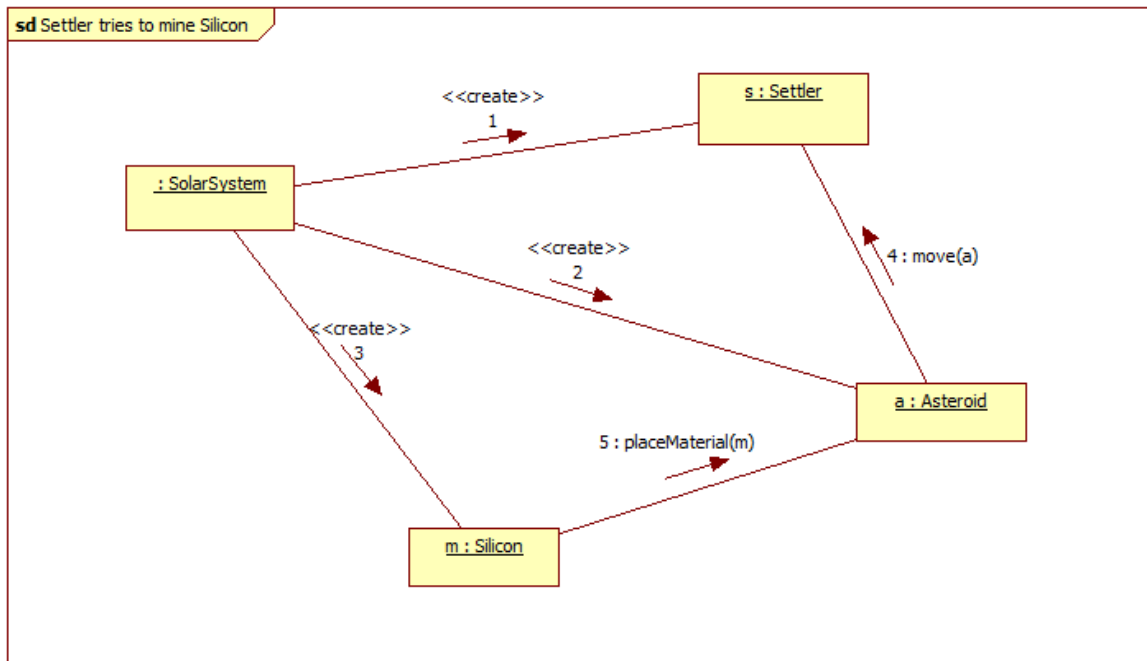 sd Settler tries to mine Silicon
<<create>>
1
s : Settler
: SolarSystem
<<create>>
2
4 : move(a)
<<create>>
3
a : Asteroid
5 : placeMaterial(m)
m : Silicon